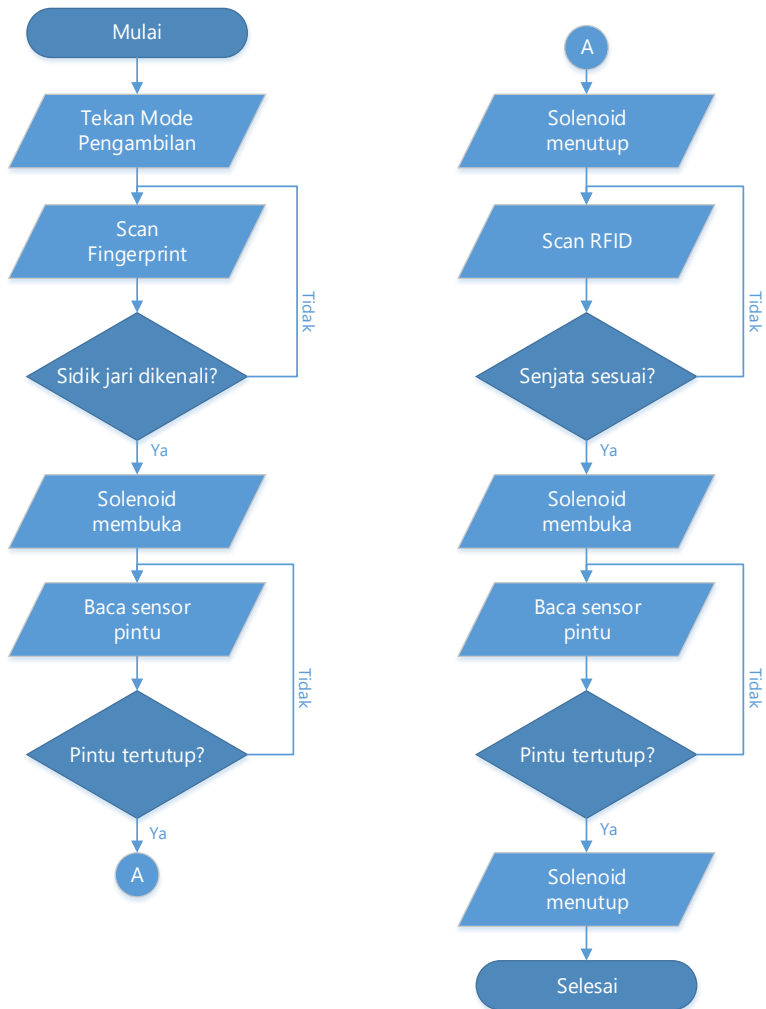 Mulai
Tekan Mode
Pengambilan
Scan
Fingerprint
Tidak
Sidik jari dikenali?
Ya
Solenoid
membuka
Baca sensor
pintu
Tidak
Pintu tertutup?
Ya
A
A
Solenoid
menutup
Scan RFID
Tidak
Senjata sesuai?
Ya
Solenoid
membuka
Baca sensor
pintu
Tidak
Pintu tertutup?
Ya
Solenoid
menutup
Selesai